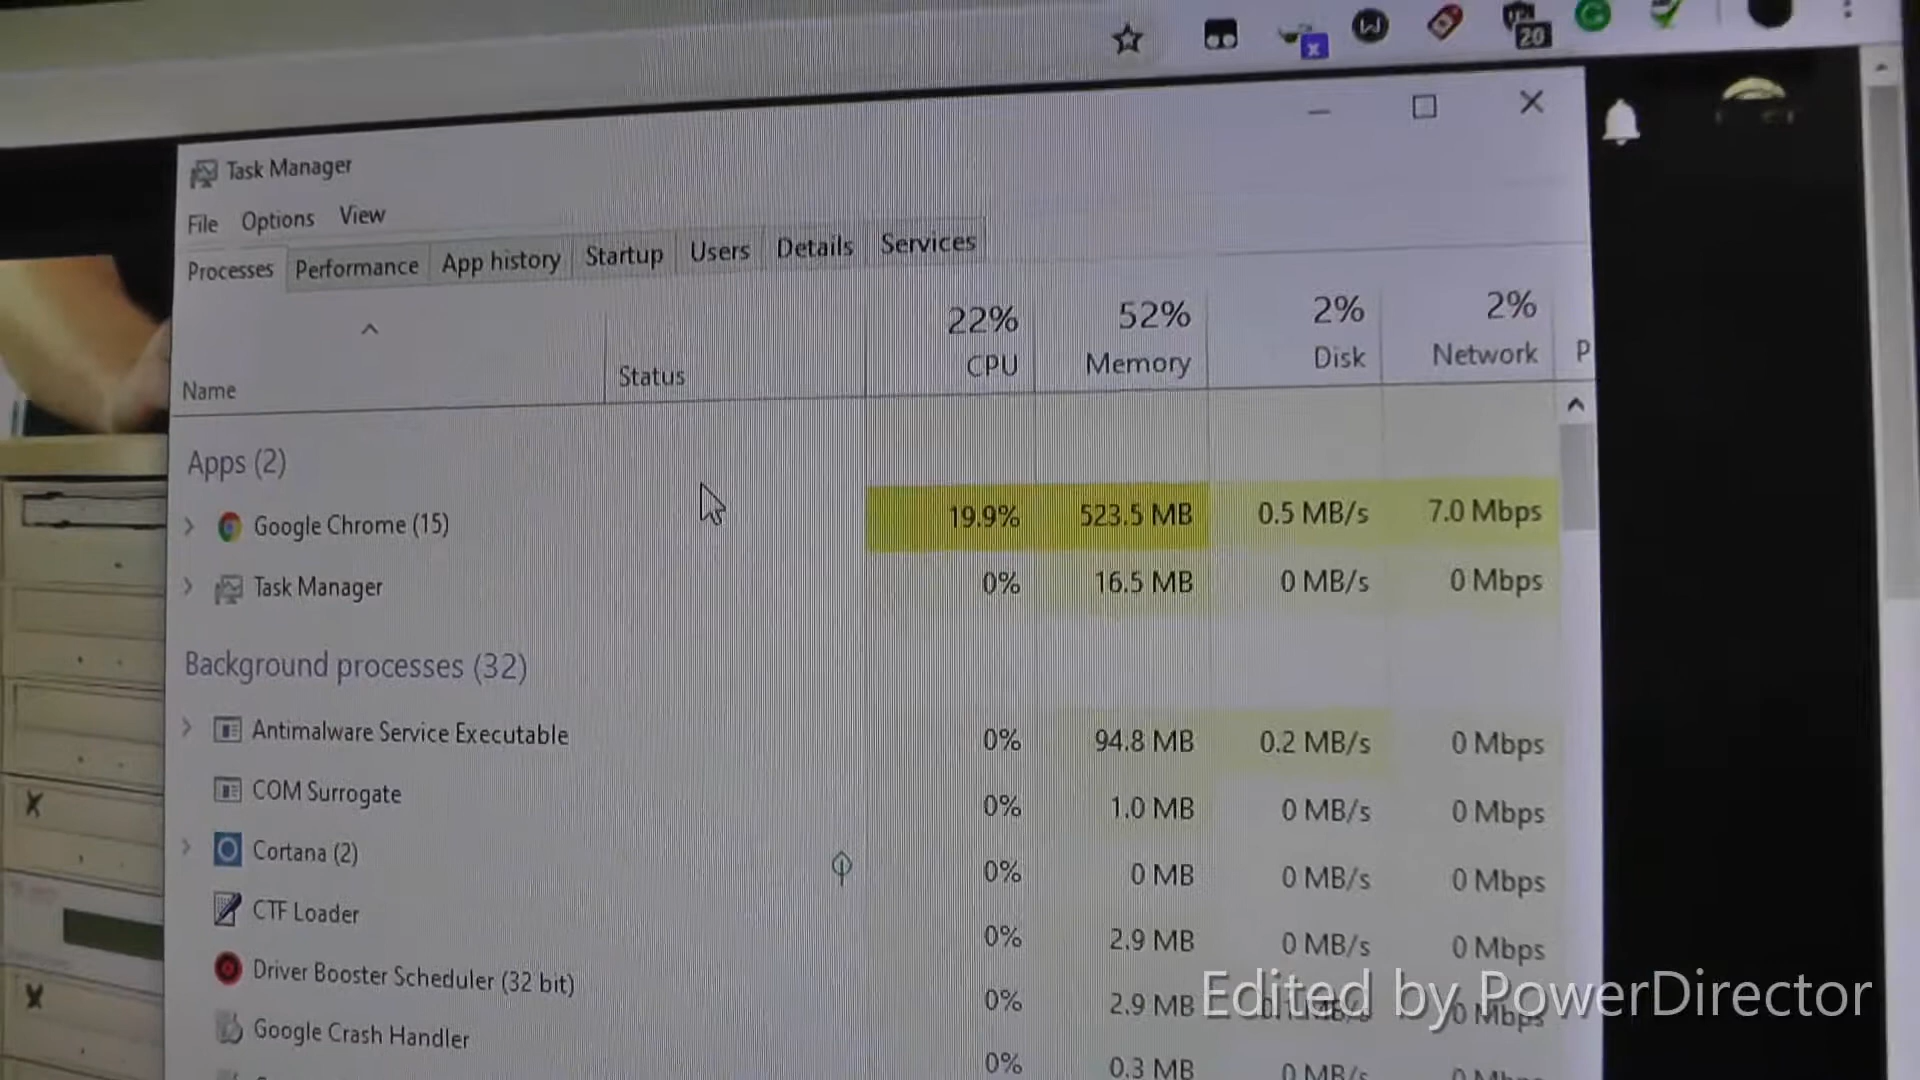 20
Task Manager
File Options View
Processes Performance App history Startup Users Details Services
22% 52% 2% 2%
Name Status CPU Memory Disk Network P
Apps (2)
Google Chrome (15) 19.9% 523.5 MB 0.5 MB/s 7.0 Mbps
Task Manager 0% 16.5 MB 0 MB/s 0 Mbps
Background processes (32)
Antimalware Service Executable 0% 94.8 MB 0.2 MB/s 0 Mbps
COM Surrogate 0% 1.0 MB 0 MB/s 0 Mbps
Cortana (2) 0% 0 MB 0 MB/s 0 Mbps
CTF Loader 0% 2.9 MB 0 MB/s 0 Mbps
Driver Booster Scheduler (32 bit) 0% 2.9 MB 0 Mbps
Edited by PowerDirector
Google Crash Handler 0% 0.3 MB 0 MB/s